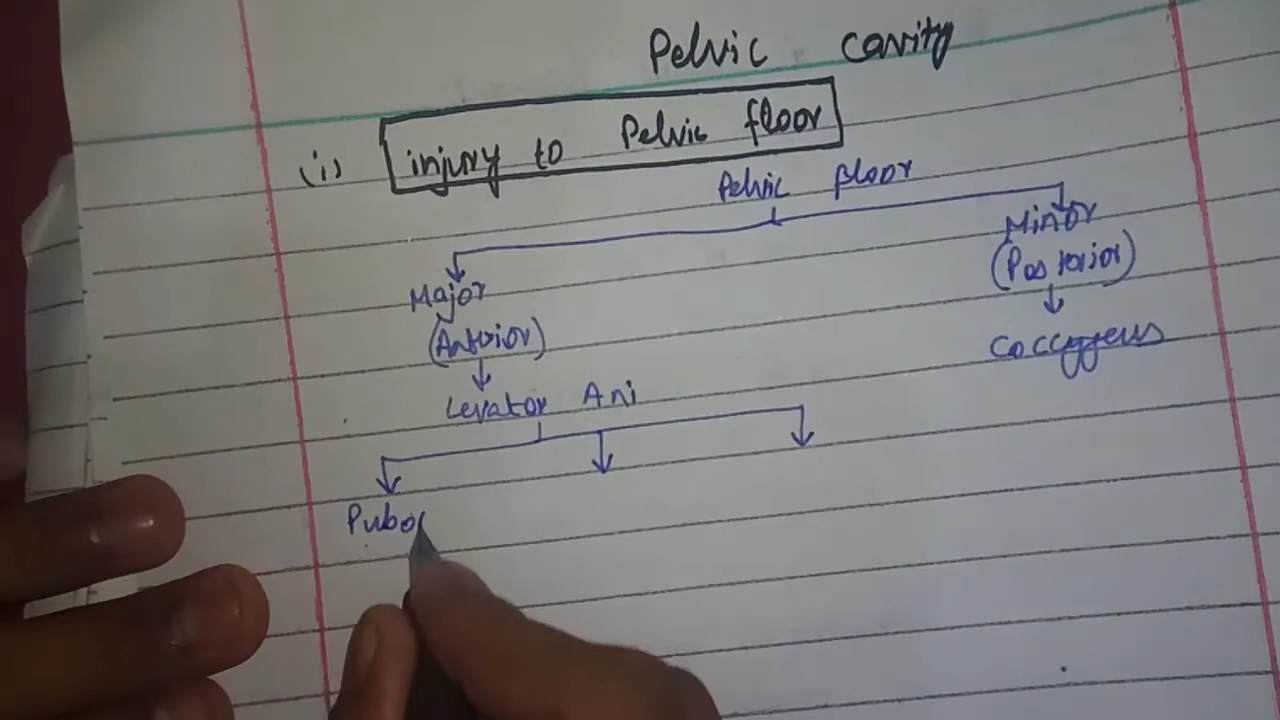 Pelvic cavity
(i) injury to Pelvic floor
Pelvic floor
Major
(Anterior)
Levator Ani
Minor
(Posterior)
Coccygeus
Pubo